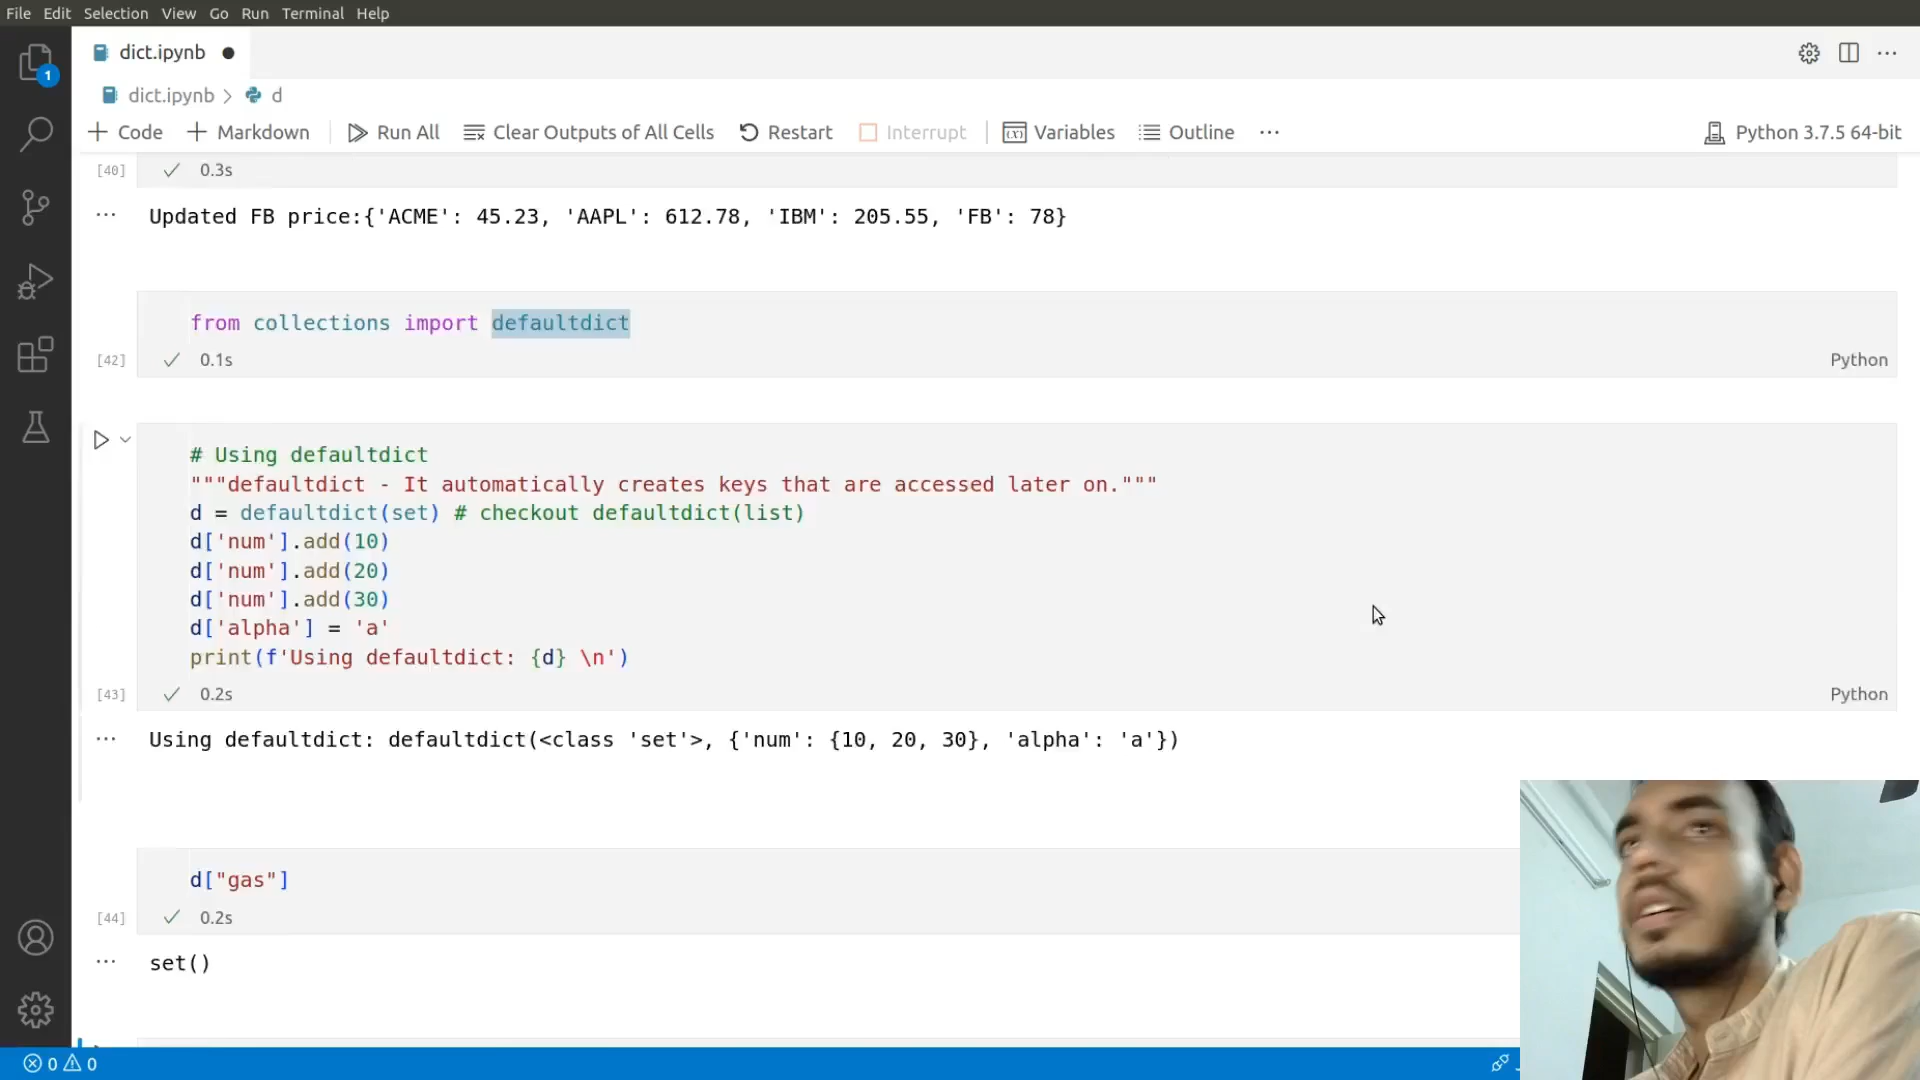 File Edit Selection View Go Run Terminal Help
1
dict.ipynb
dict.ipynb > d
Code Markdown Run All Clear Outputs of All Cells Restart Interrupt (x) Variables Outline ... Python 3.7.5 64-bit
[40] 0.3s
... Updated FB price:{'ACME': 45.23, 'AAPL': 612.78, 'IBM': 205.55, 'FB': 78}
from collections import defaultdict
[42] 0.1s Python
# Using defaultdict
"""defaultdict - It automatically creates keys that are accessed later on."""
d = defaultdict(set) # checkout defaultdict(list)
d['num'].add(10)
d['num'].add(20)
d['num'].add(30)
d['alpha'] = 'a'
print(f'Using defaultdict: {d} \n')
[43] 0.2s Python
... Using defaultdict: defaultdict(<class 'set'>, {'num': {10, 20, 30}, 'alpha': 'a'})
d["gas"]
[44] 0.2s
... set()
0 0